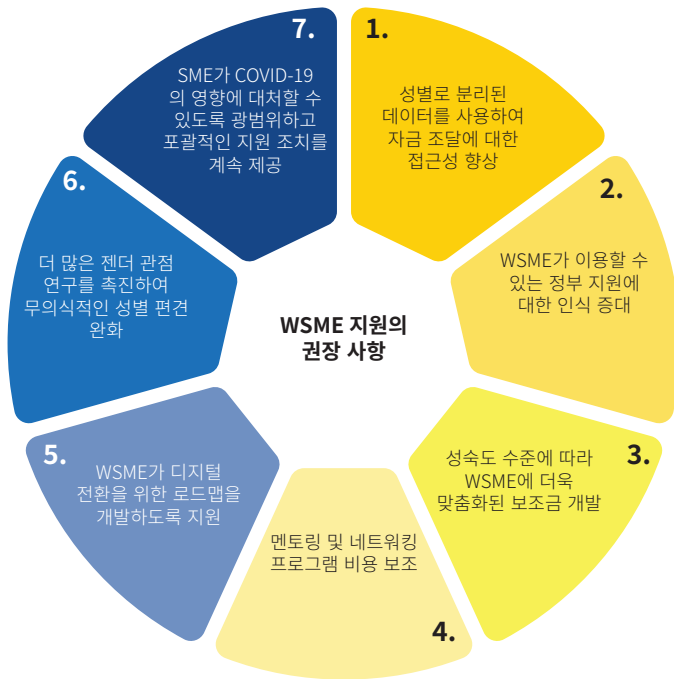 WSME 지원의
권장 사항
1.
성별로 분리된
데이터를 사용하여
자금 조달에 대한
접근성 향상
2.
WSME가 이용할 수
있는 정부 지원에
대한 인식 증대
3.
성숙도 수준에 따라
WSME에 더욱
맞춤화된 보조금 개발
4.
멘토링 및 네트워킹
프로그램 비용 보조
5.
WSME가 디지털
전환을 위한 로드맵을
개발하도록 지원
6.
더 많은 젠더 관점
연구를 촉진하여
무의식적인 성별 편견
완화
7.
SME가 COVID-19
의 영향에 대처할 수
있도록 광범위하고
포괄적인 지원 조치를
계속 제공